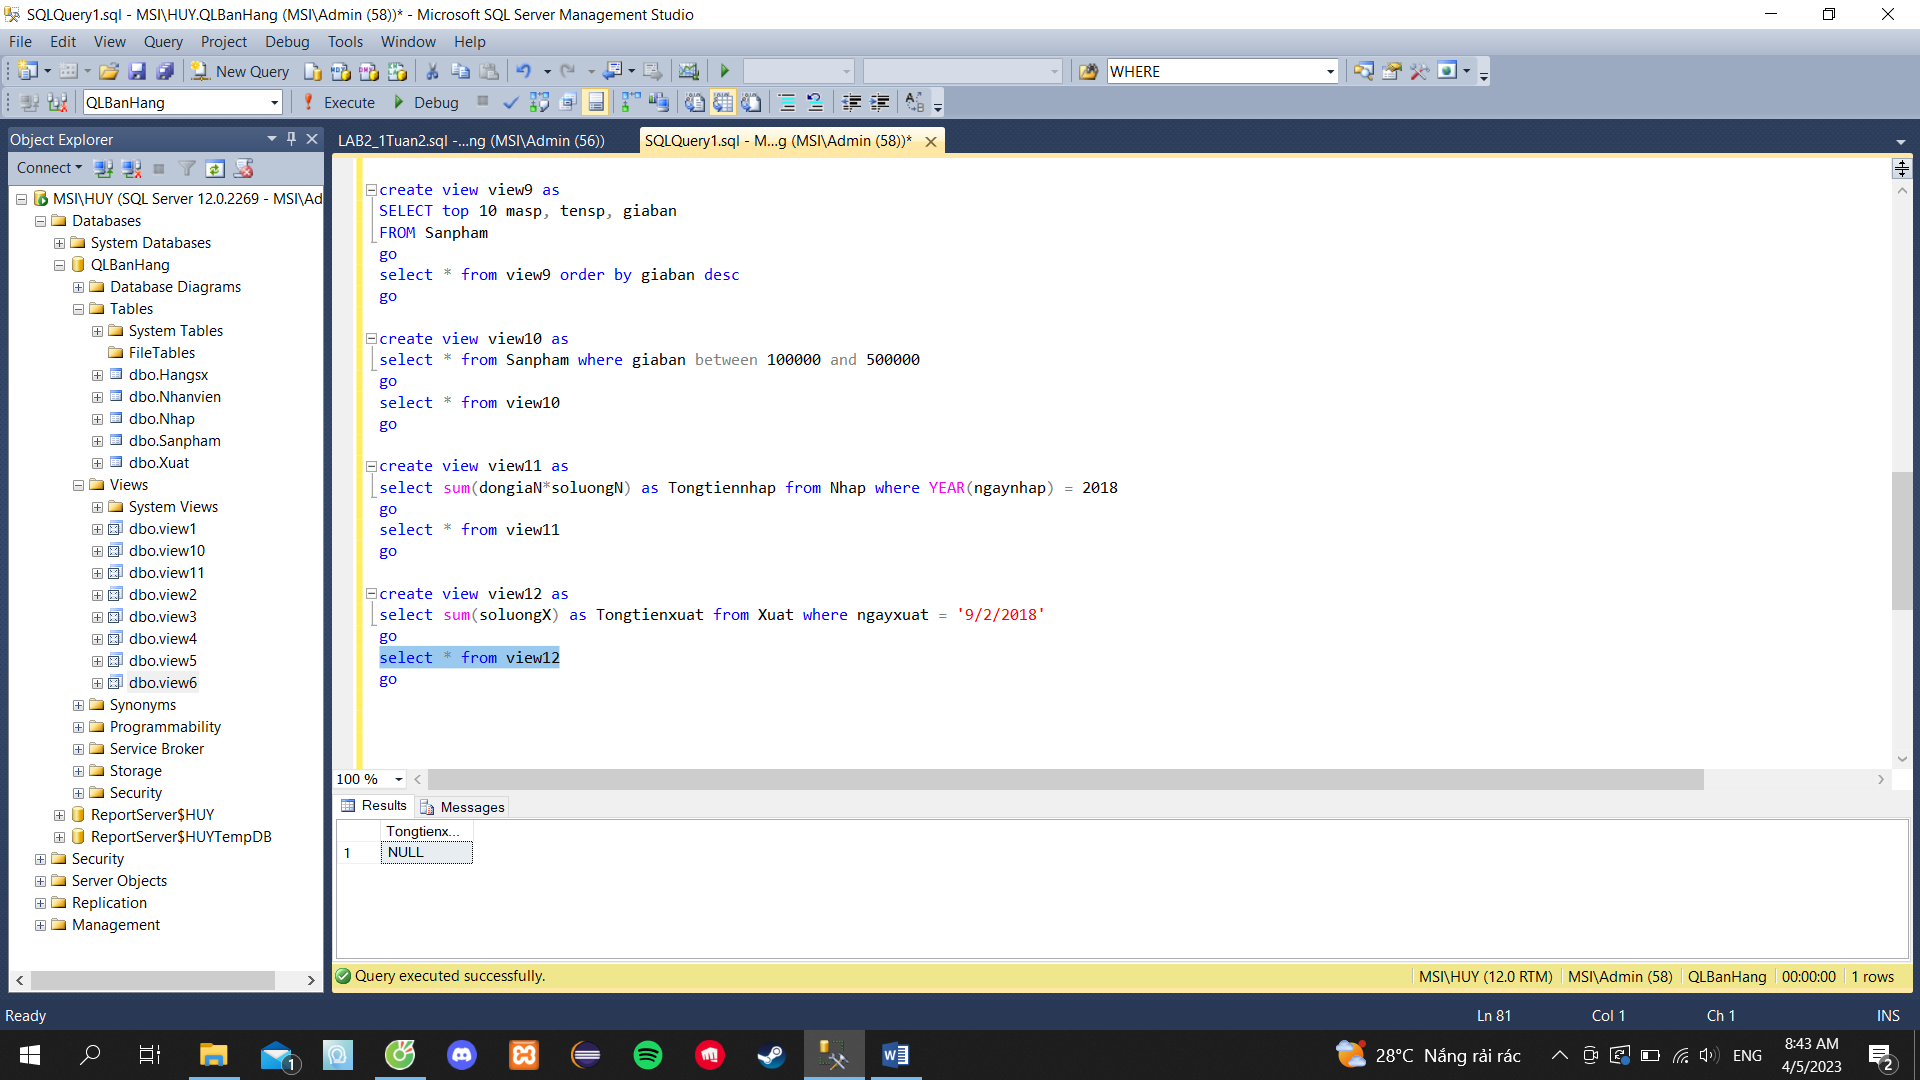 SQLQuery1.sql - MSI\HUY.QLBanHang (MSI\Admin (58))* - Microsoft SQL Server Management Studio
File Edit View Query Project Debug Tools Window Help
New Query WHERE
QLBanHang Execute Debug
Object Explorer
Connect
MSI\HUY (SQL Server 12.0.2269 - MSI\Ad
Databases
System Databases
QLBanHang
Database Diagrams
Tables
System Tables
FileTables
dbo.Hangsx
dbo.Nhanvien
dbo.Nhap
dbo.Sanpham
dbo.Xuat
Views
System Views
dbo.view1
dbo.view10
dbo.view11
dbo.view2
dbo.view3
dbo.view4
dbo.view5
dbo.view6
Synonyms
Programmability
Service Broker
Storage
Security
ReportServer$HUY
ReportServer$HUYTempDB
Security
Server Objects
Replication
Management
LAB2_1Tuan2.sql -...ng (MSI\Admin (56)) SQLQuery1.sql - M...g (MSI\Admin (58))*
create view view9 as
SELECT top 10 masp, tensp, giaban
FROM Sanpham
go
select * from view9 order by giaban desc
go
create view view10 as
select * from Sanpham where giaban between 100000 and 500000
go
select * from view10
go
create view view11 as
select sum(dongiaN*soluongN) as Tongtiennhap from Nhap where YEAR(ngaynhap) = 2018
go
select * from view11
go
create view view12 as
select sum(soluongX) as Tongtienxuat from Xuat where ngayxuat = '9/2/2018'
go
select * from view12
go
100 %
Results Messages
Tongtienx...
1 NULL
Query executed successfully. MSI\HUY (12.0 RTM) MSI\Admin (58) QLBanHang 00:00:00 1 rows
Ready Ln 81 Col 1 Ch 1 INS
1 28°C Nắng rải rác ENG 8:43 AM
4/5/2023 2